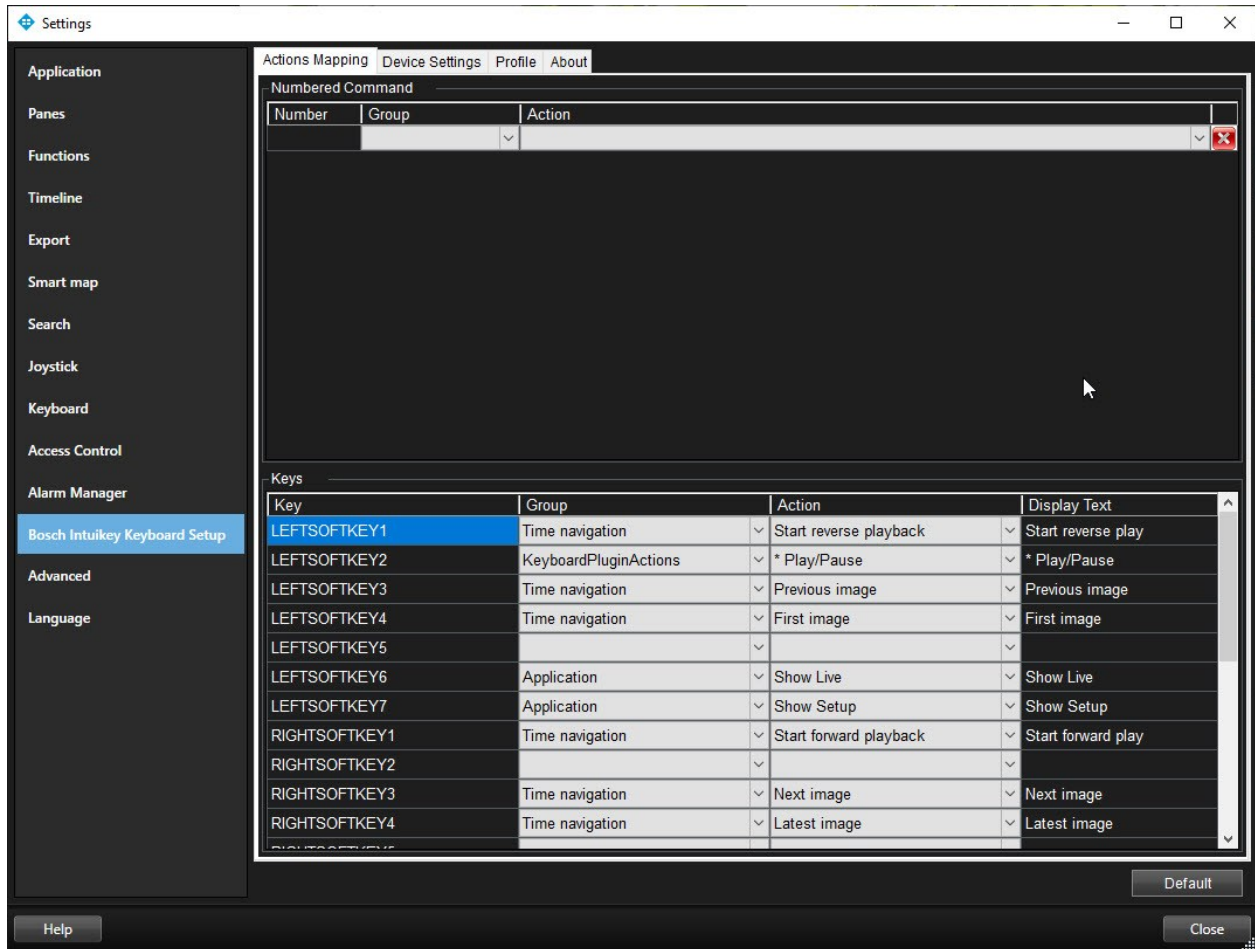 Settings
Application
Panes
Functions
Timeline
Export
Smart map
Search
Joystick
Keyboard
Access Control
Alarm Manager
Bosch Intuikey Keyboard Setup
Advanced
Language
Actions Mapping Device Settings Profile About
Numbered Command
Number Group Action
Keys
Key Group Action Display Text
LEFTSOFTKEY1 Time navigation Start reverse playback Start reverse play
LEFTSOFTKEY2 KeyboardPluginActions * Play/Pause * Play/Pause
LEFTSOFTKEY3 Time navigation Previous image Previous image
LEFTSOFTKEY4 Time navigation First image First image
LEFTSOFTKEY5
LEFTSOFTKEY6 Application Show Live Show Live
LEFTSOFTKEY7 Application Show Setup Show Setup
RIGHTSOFTKEY1 Time navigation Start forward playback Start forward play
RIGHTSOFTKEY2
RIGHTSOFTKEY3 Time navigation Next image Next image
RIGHTSOFTKEY4 Time navigation Latest image Latest image
Default
Help Close